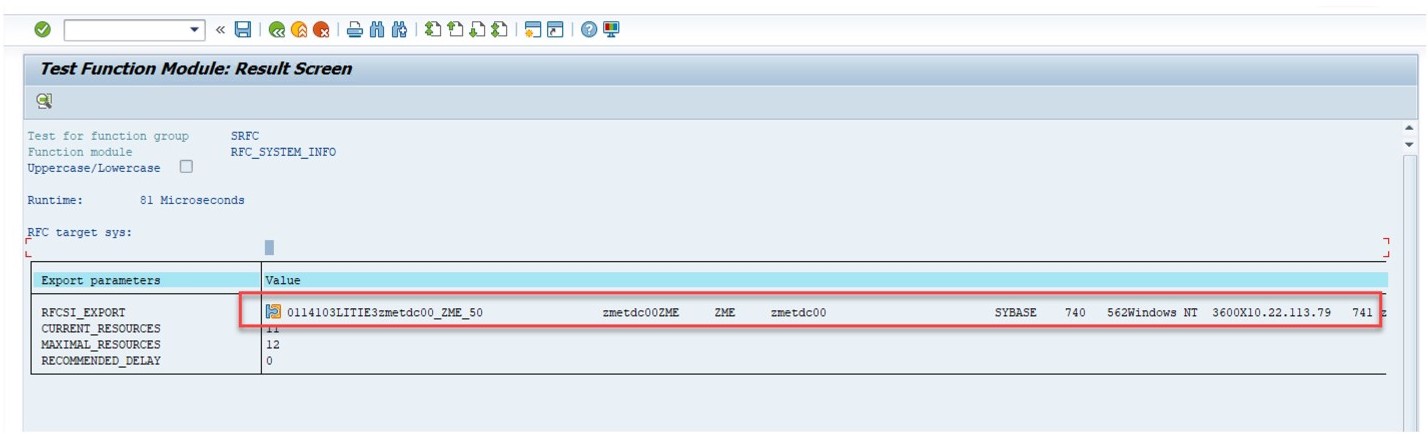 Test Function Module: Result Screen
Test for function group SRFC
Function module RFC_SYSTEM_INFO
Uppercase/Lowercase
Runtime: 81 Microseconds
RFC target sys:
Export parameters Value
RFCSI_EXPORT 0114103LITIE3zmetdc00_ZME_50 zmetdc00ZME ZME zmetdc00 SYBASE 740 562Windows NT 3600X10.22.113.79 741 z
CURRENT_RESOURCES 11
MAXIMAL_RESOURCES 12
RECOMMENDED_DELAY 0